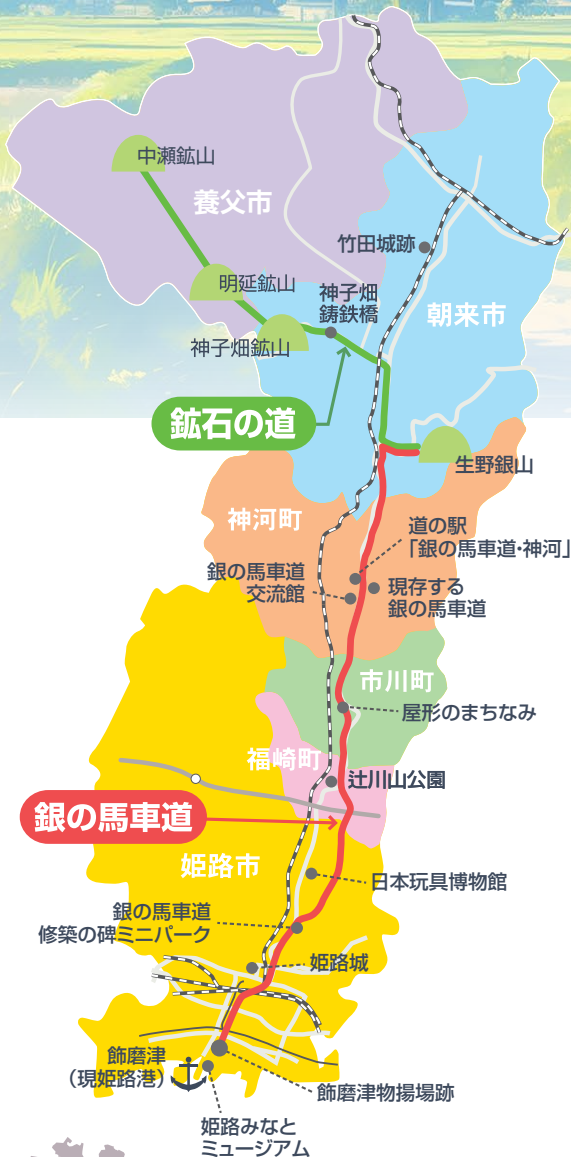 中瀬鉱山
養父市
竹田城跡
明延鉱山
神子畑
鋳鉄橋
朝来市
神子畑鉱山
鉱石の道
生野銀山
神河町
道の駅
「銀の馬車道・神河」
銀の馬車道
交流館
現存する
銀の馬車道
市川町
屋形のまちなみ
福崎町
辻川山公園
銀の馬車道
姫路市
日本玩具博物館
銀の馬車道
修築の碑ミニパーク
姫路城
飾磨津
（現姫路港）
飾磨津物揚場跡
姫路みなと
ミュージアム